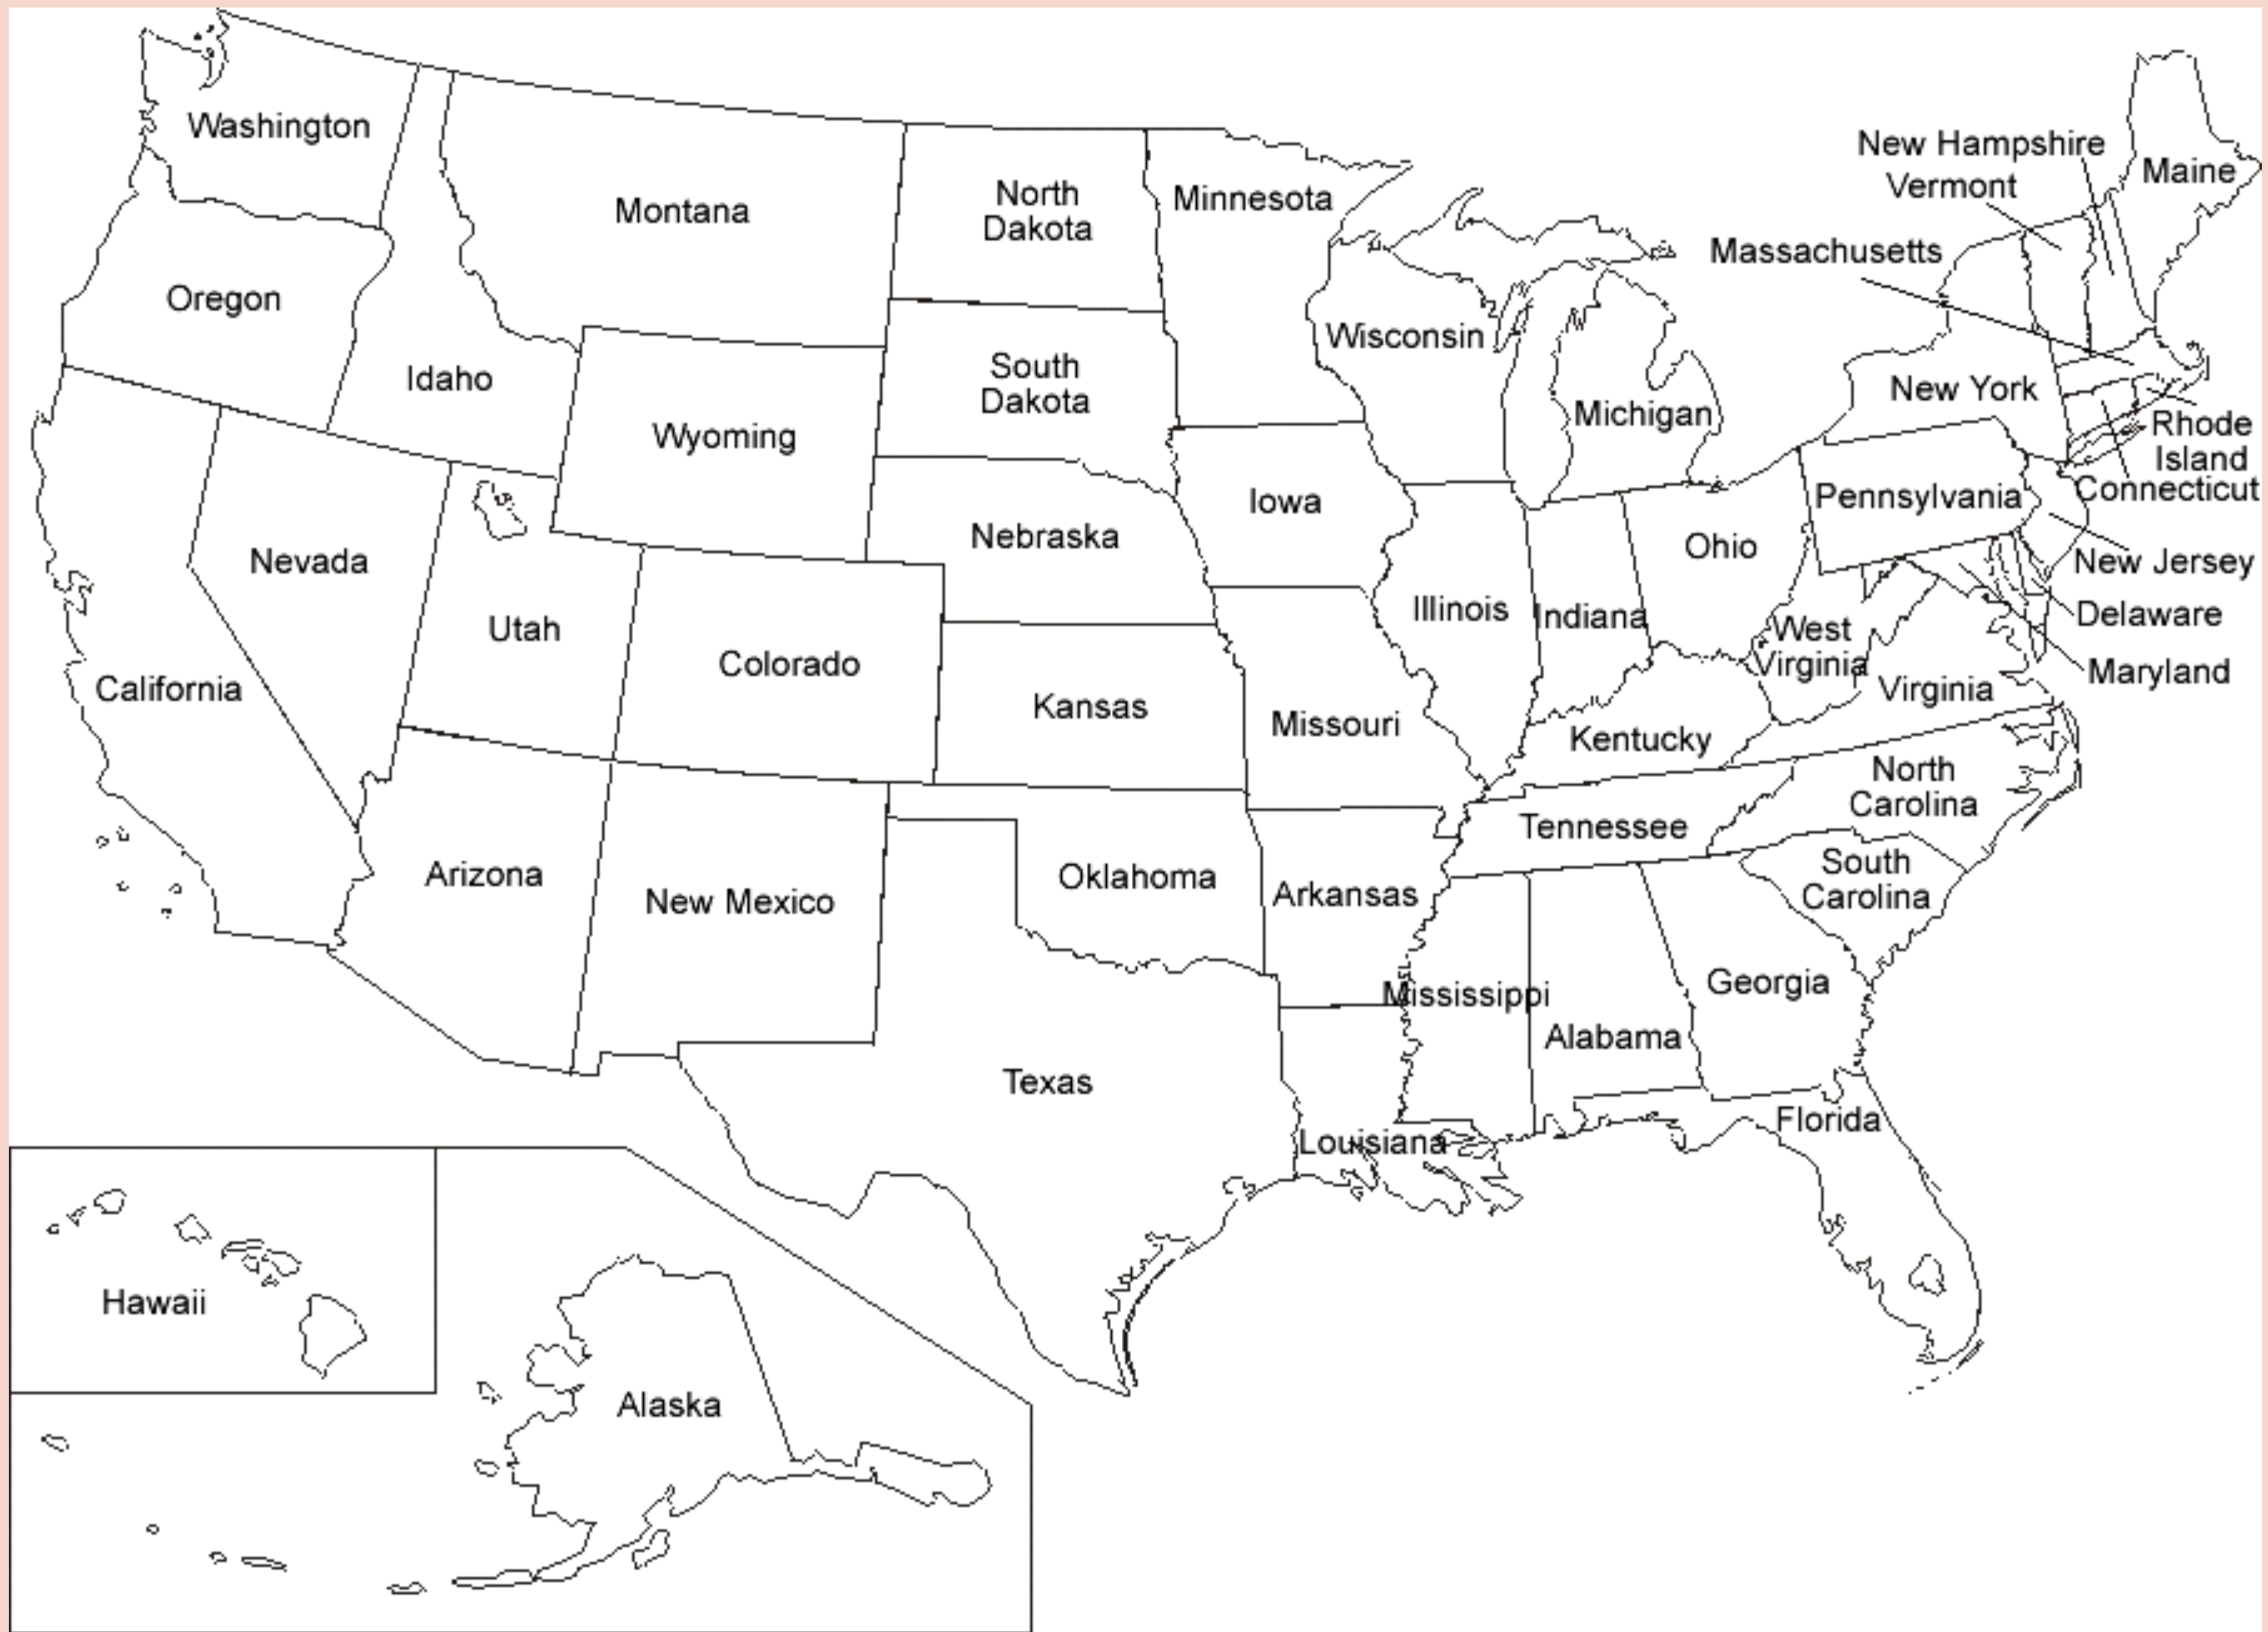 Washington
Montana
North
Dakota
Minnesota
New Hampshire
Vermont
Maine
Massachusetts
Oregon
Idaho
Wyoming
South
Dakota
Wisconsin
Michigan
New York
Rhode
Island
Connecticut
Pennsylvania
Iowa
Nebraska
Nevada
Utah
Colorado
Illinois
Indiana
Ohio
New Jersey
Delaware
West
Virginia
Maryland
Virginia
California
Kansas
Missouri
Kentucky
North
Carolina
Tennessee
South
Carolina
Arizona
New Mexico
Oklahoma
Arkansas
Mississippi
Alabama
Georgia
Texas
Louisiana
Florida
Hawaii
Alaska